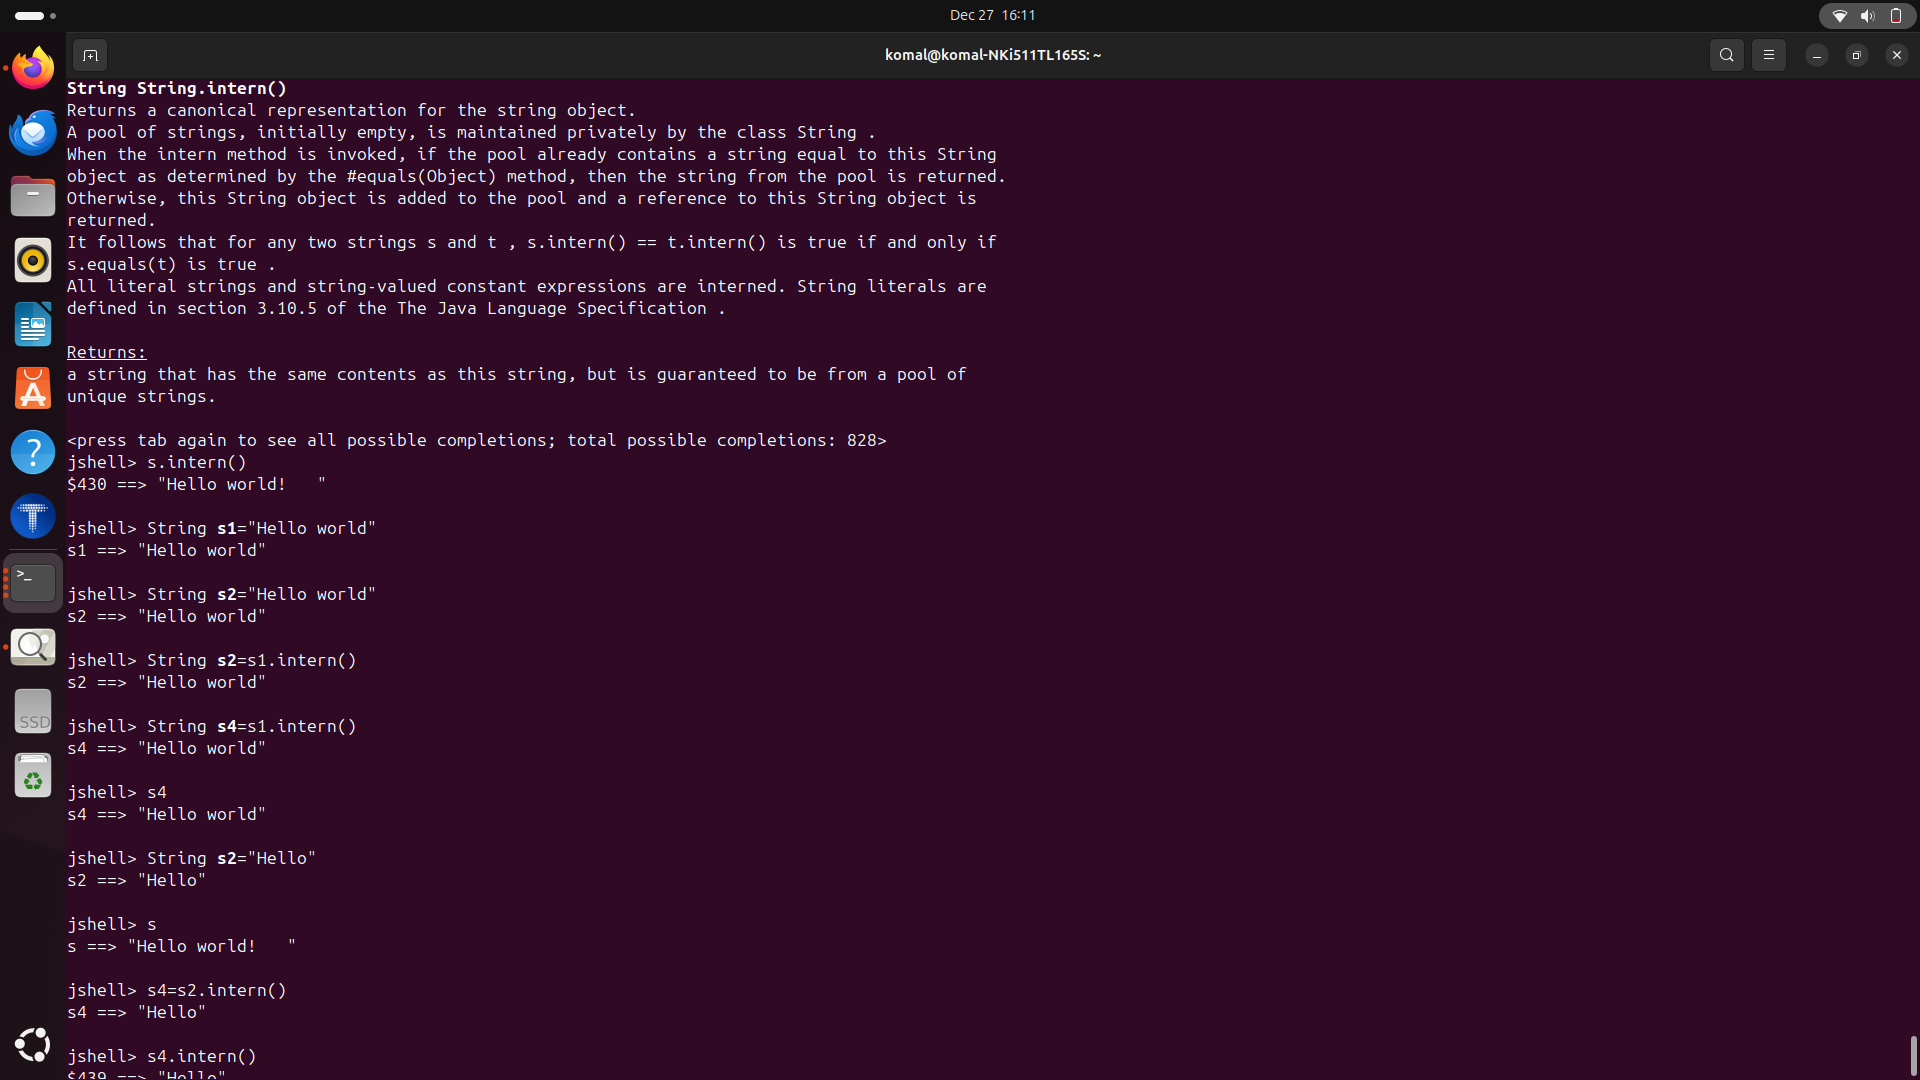 Dec 27 16:11
komal@komal-NKi511TL165S: ~
String String.intern()
Returns a canonical representation for the string object.
A pool of strings, initially empty, is maintained privately by the class String .
When the intern method is invoked, if the pool already contains a string equal to this String
object as determined by the #equals(Object) method, then the string from the pool is returned.
Otherwise, this String object is added to the pool and a reference to this String object is
returned.
It follows that for any two strings s and t , s.intern() == t.intern() is true if and only if
s.equals(t) is true .
All literal strings and string-valued constant expressions are interned. String literals are
defined in section 3.10.5 of the The Java Language Specification .
Returns:
a string that has the same contents as this string, but is guaranteed to be from a pool of
unique strings.
<press tab again to see all possible completions; total possible completions: 828>
jshell> s.intern()
$430 ==> "Hello world!   "
jshell> String s1="Hello world"
s1 ==> "Hello world"
jshell> String s2="Hello world"
s2 ==> "Hello world"
jshell> String s2=s1.intern()
s2 ==> "Hello world"
jshell> String s4=s1.intern()
s4 ==> "Hello world"
jshell> s4
s4 ==> "Hello world"
jshell> String s2="Hello"
s2 ==> "Hello"
jshell> s
s ==> "Hello world!   "
jshell> s4=s2.intern()
s4 ==> "Hello"
jshell> s4.intern()
$439 ==> "Hello"
SSD